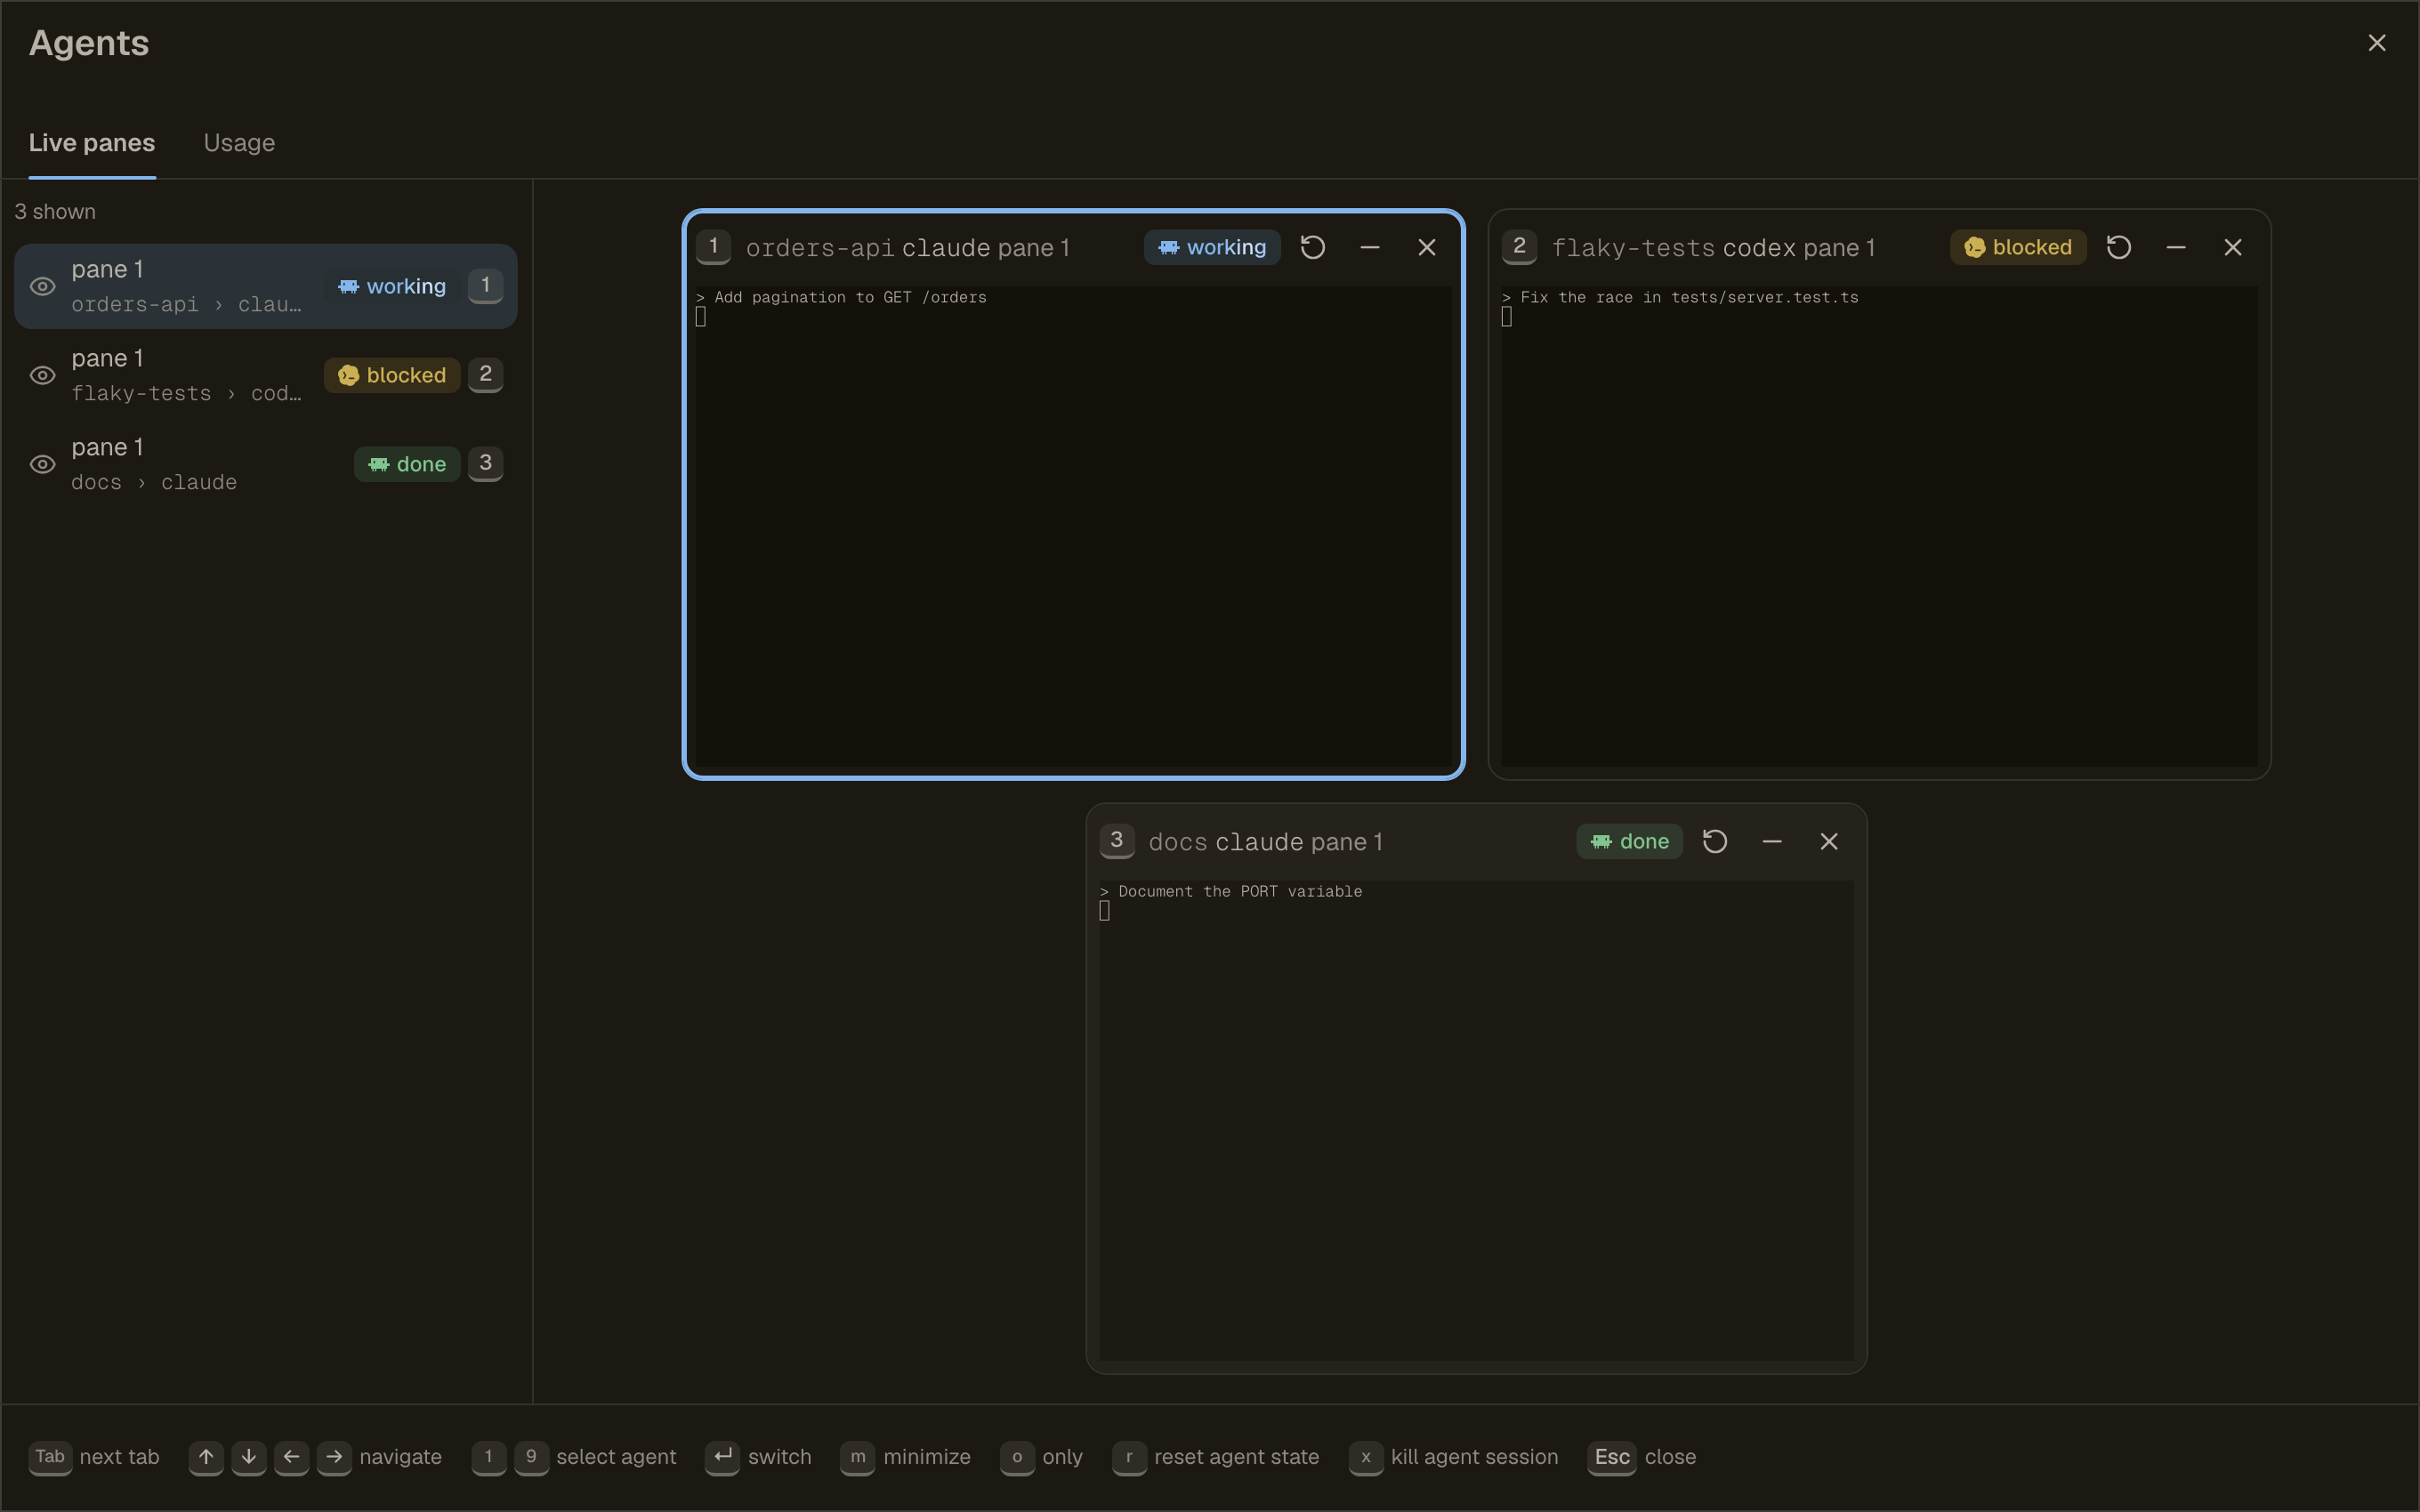 Agents
Live panes
Usage
3 shown
pane 1
orders-api › clau…
working
1
pane 1
flaky-tests › cod…
blocked
2
pane 1
docs › claude
done
3
1 orders-api claude pane 1 working
> Add pagination to GET /orders
2 flaky-tests codex pane 1 blocked
> Fix the race in tests/server.test.ts
3 docs claude pane 1 done
> Document the PORT variable
Tab next tab ↑ ↓ ← → navigate 1 9 select agent ↵ switch m minimize o only r reset agent state x kill agent session Esc close